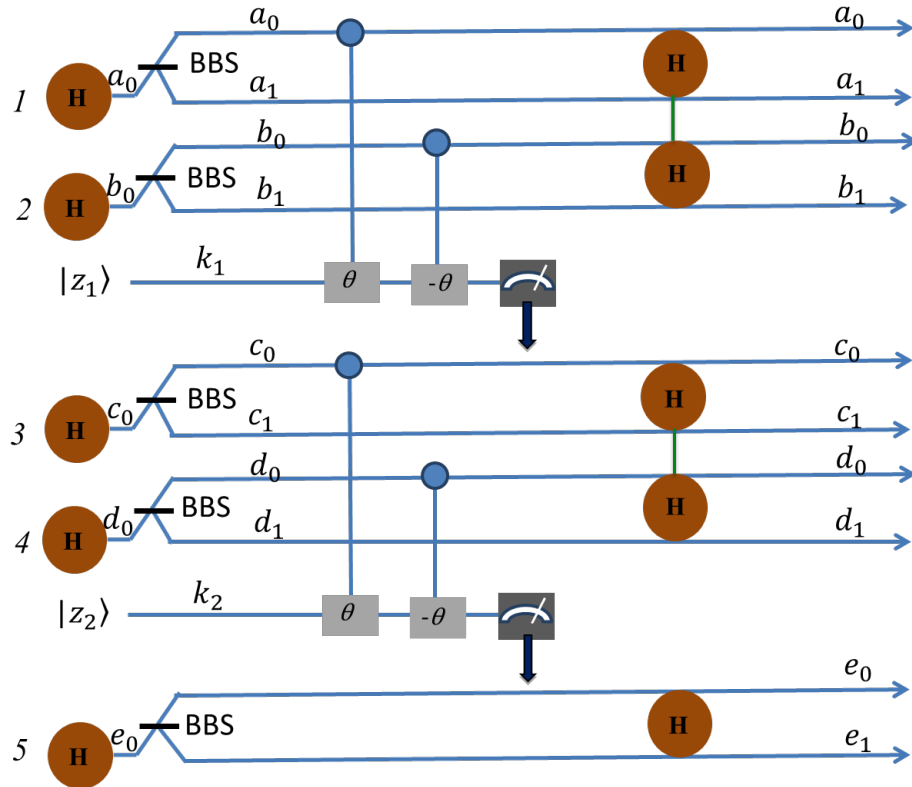 a₀ a₀ a₀
BBS
1 H a₀ a₁ H a₁
b₀ b₀
BBS
2 H b₀ b₁ H b₁
|z₁⟩ k₁ θ -θ
c₀ c₀
BBS
3 H c₀ c₁ H c₁
d₀ d₀
BBS
4 H d₀ d₁ H d₁
|z₂⟩ k₂ θ -θ
e₀
BBS
5 H e₀ H e₁